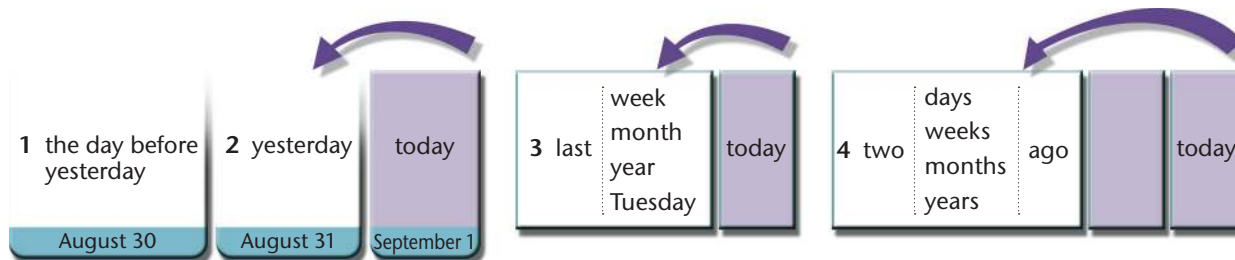 1 the day before
yesterday
August 30
2 yesterday
August 31
today
September 1
3 last
week
month
year
Tuesday
today
4 two
days
weeks
months
years
ago
today